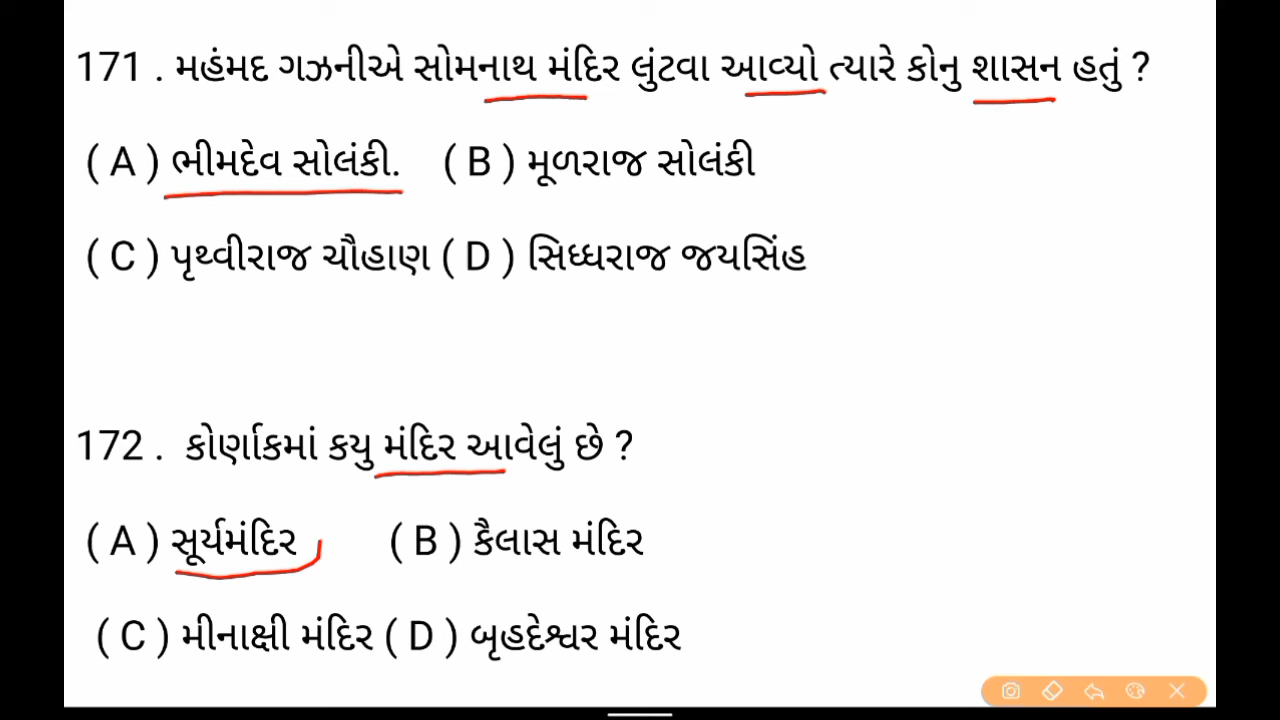 171 . મહંમદ ગઝનીએ સોમનાથ મંદિર લુંટવા આવ્યો ત્યારે કોનુ શાસન હતું ?
( A ) ભીમદેવ સોલંકી. ( B ) મૂળરાજ સોલંકી
( C ) પૃથ્વીરાજ ચૌહાણ ( D ) સિધ્ધરાજ જયસિંહ
172 . કોર્ણાકમાં કયુ મંદિર આવેલું છે ?
( A ) સૂર્યમંદિર ( B ) કૈલાસ મંદિર
( C ) મીનાક્ષી મંદિર ( D ) બૃહદેશ્વર મંદિર